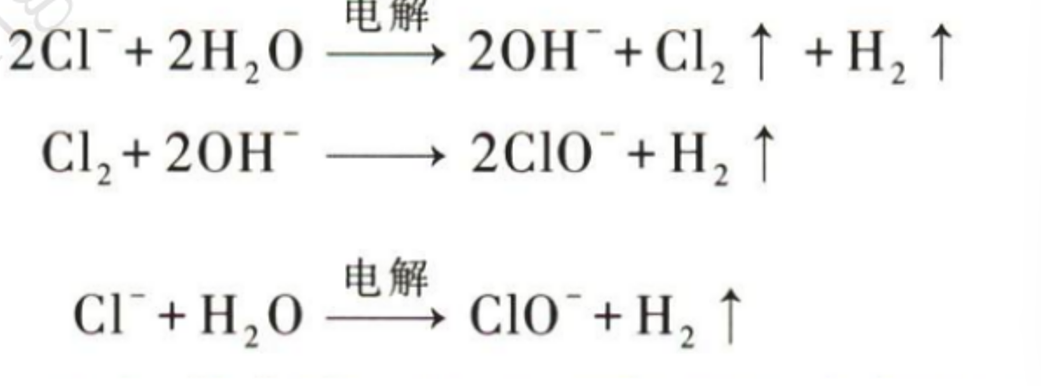 2Cl⁻ + 2H₂O —电解→ 2OH⁻ + Cl₂ ↑ + H₂ ↑
Cl₂ + 2OH⁻ ⟶ 2ClO⁻ + H₂ ↑
Cl⁻ + H₂O —电解→ ClO⁻ + H₂ ↑